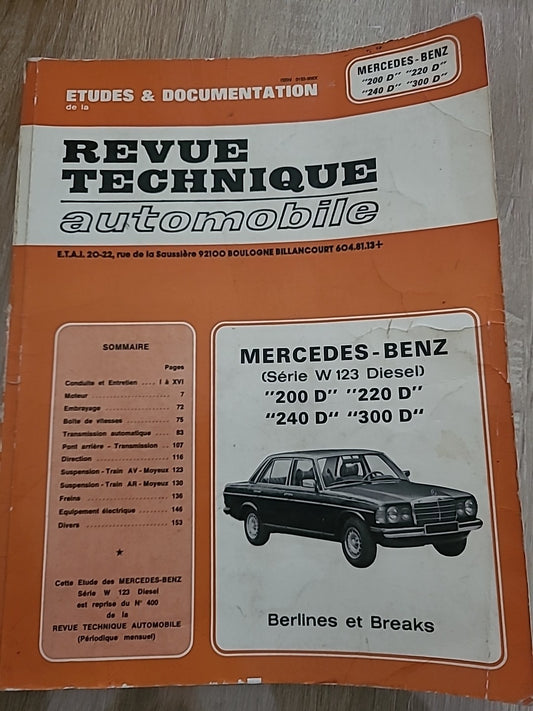 ETUDES & DOCUMENTATION
de la
MERCEDES-BENZ
"200 D" "220 D"
"240 D" "300 D"
REVUE
TECHNIQUE
automobile
E.T.A.I. 20-22, rue de la Saussière 92100 BOULOGNE BILLANCOURT 604.81.13+
SOMMAIRE
Pages
Conduite et Entretien .... I à XVI
Moteur ........ 7
Embrayage ........ 72
Boîte de vitesses ........ 75
Transmission automatique .... 83
Pont arrière - Transmission .... 107
Direction ........ 116
Suspension - Train AV - Moyeux 123
Suspension - Train AR - Moyeux 130
Freins ........ 136
Equipement électrique ........ 146
Divers ........ 153
Cette Etude des MERCEDES-BENZ
Série W 123 Diesel
est reprise du N° 400
de la
REVUE TECHNIQUE AUTOMOBILE
(Périodique mensuel)
MERCEDES-BENZ
(Série W 123 Diesel)
"200 D" "220 D"
"240 D" "300 D"
Berlines et Breaks